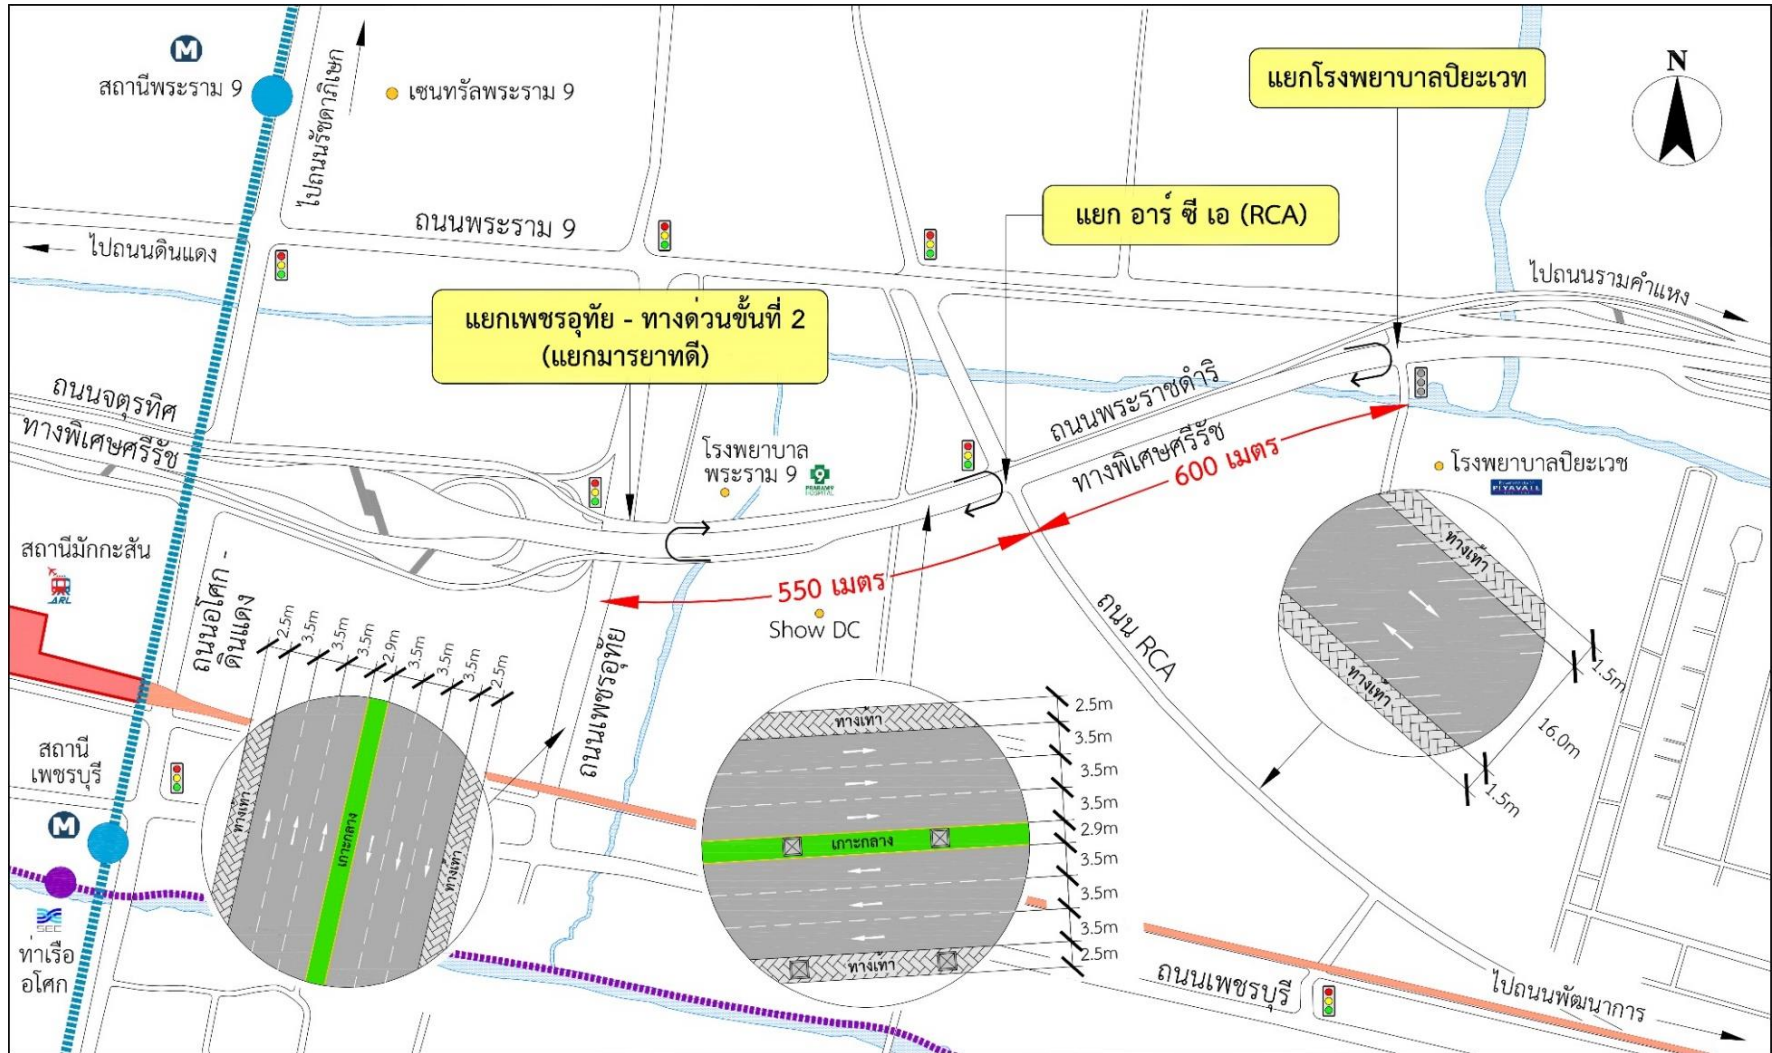 สถานีพระราม 9
ไปถนนรัชดาภิเษก
เซนทรัลพระราม 9
แยกโรงพยาบาลปิยะเวท
N
แยก อาร์ ซี เอ (RCA)
ถนนพระราม 9
ไปถนนดินแดง
ไปถนนรามคำแหง
แยกเพชรอุทัย - ทางด่วนขั้นที่ 2
(แยกมารยาทดี)
ถนนจตุรทิศ
ทางพิเศษศรีรัช
ถนนพระราชดำริ
ทางพิเศษศรีรัช
600 เมตร
โรงพยาบาล
พระราม 9
9
PRARAM 9
HOSPITAL
โรงพยาบาลปิยะเวช
PIYAVATE
สถานีมักกะสัน
ARL
ถนนอโศก -
ดินแดง
550 เมตร
Show DC
ถนนเพชรอุทัย
ถนน RCA
2.5m
3.5m
3.5m
3.5m
2.9m
3.5m
3.5m
3.5m
2.5m
ทางเท้า
เกาะกลาง
ทางเท้า
ทางเท้า
เกาะกลาง
ทางเท้า
2.5m
3.5m
3.5m
3.5m
2.9m
3.5m
3.5m
3.5m
2.5m
ทางเท้า
ทางเท้า
1.5m
16.0m
1.5m
สถานี
เพชรบุรี
M
M
SEC
ท่าเรือ
อโศก
ถนนเพชรบุรี
ไปถนนพัฒนาการ